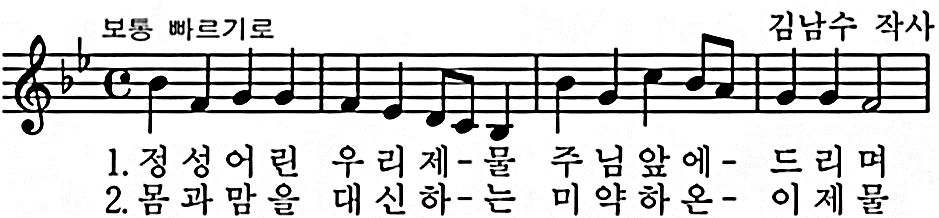 보통 빠르기로
김남수 작사
1. 정 성 어 린 우 리 제 - 물 주 님 앞 에 - 드 리 며
2. 몸 과 맘 을 대 신 하 - 는 미 약 하 온 - 이 제 물